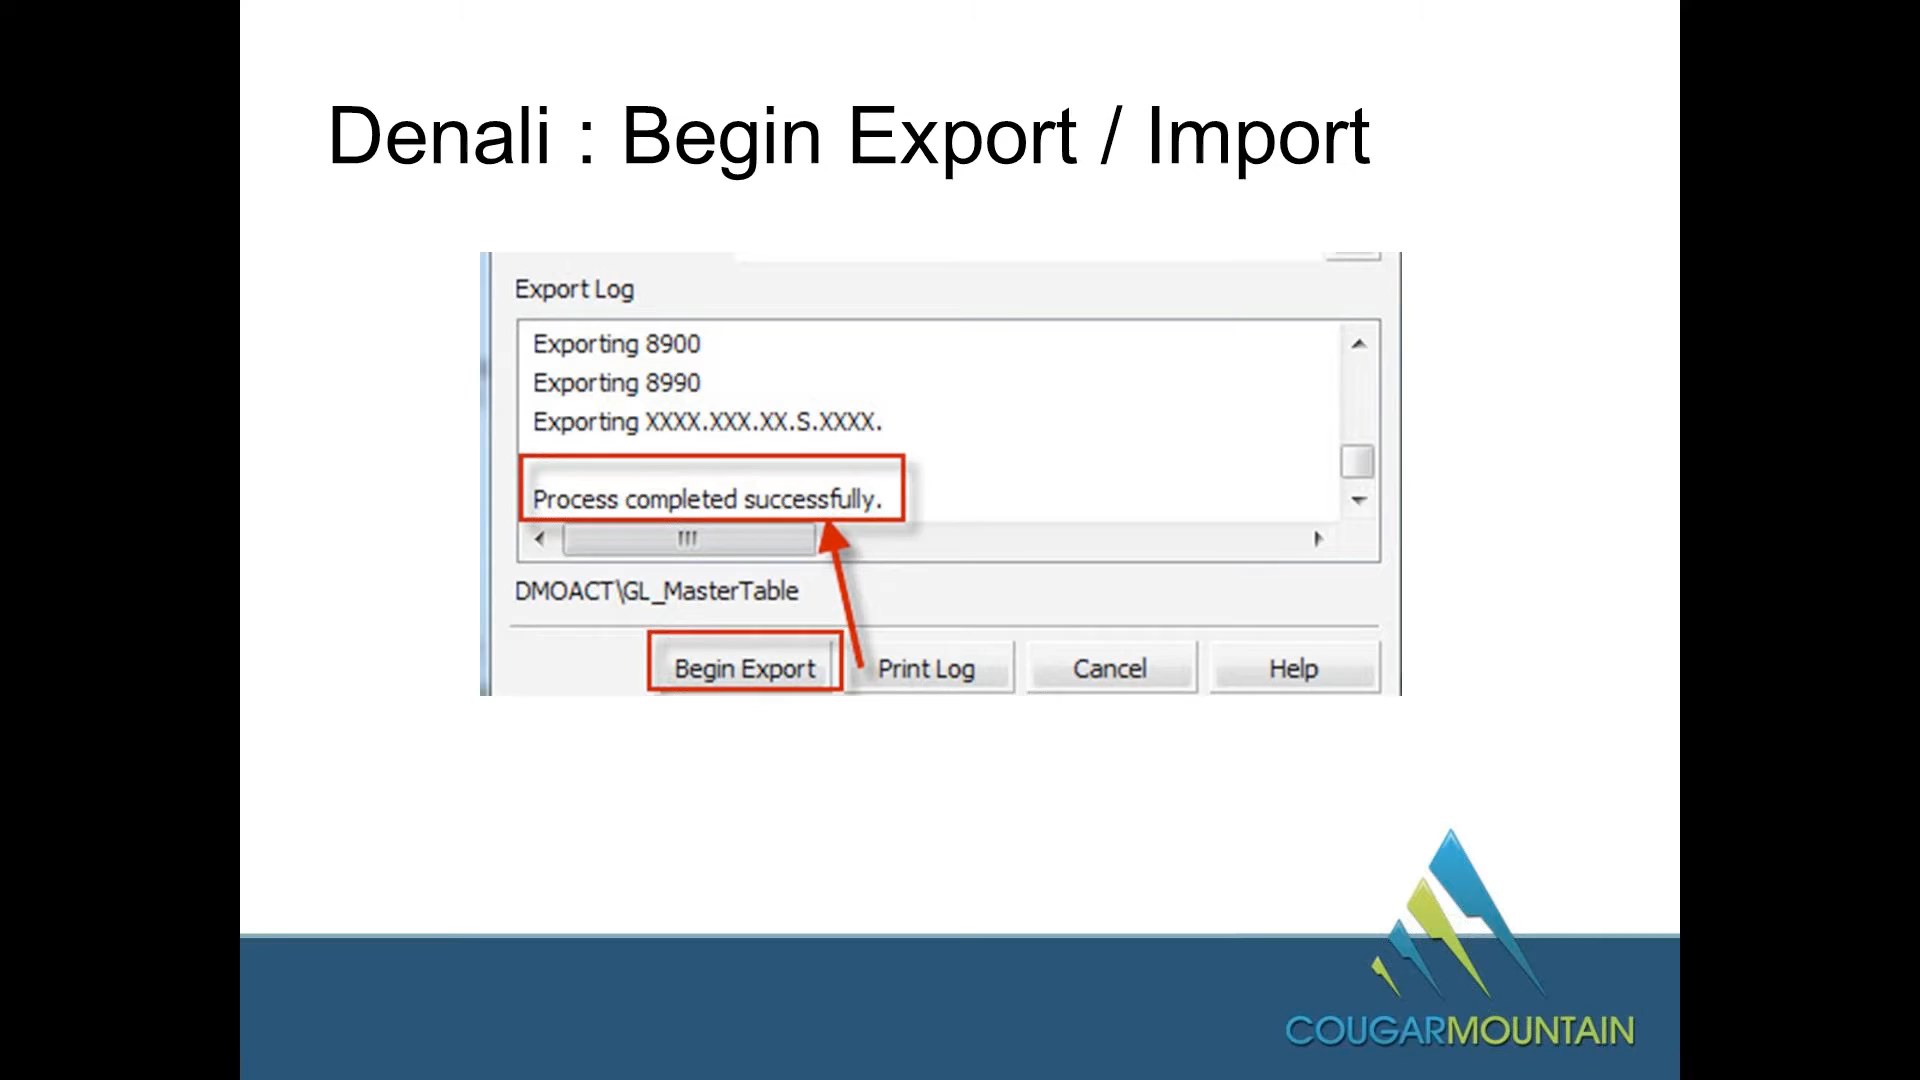 Denali : Begin Export / Import
Export Log
Exporting 8900
Exporting 8990
Exporting XXXX.XXX.XX.S.XXXX.
Process completed successfully.
DMOACT\GL_MasterTable
Begin Export Print Log Cancel Help
COUGARMOUNTAIN